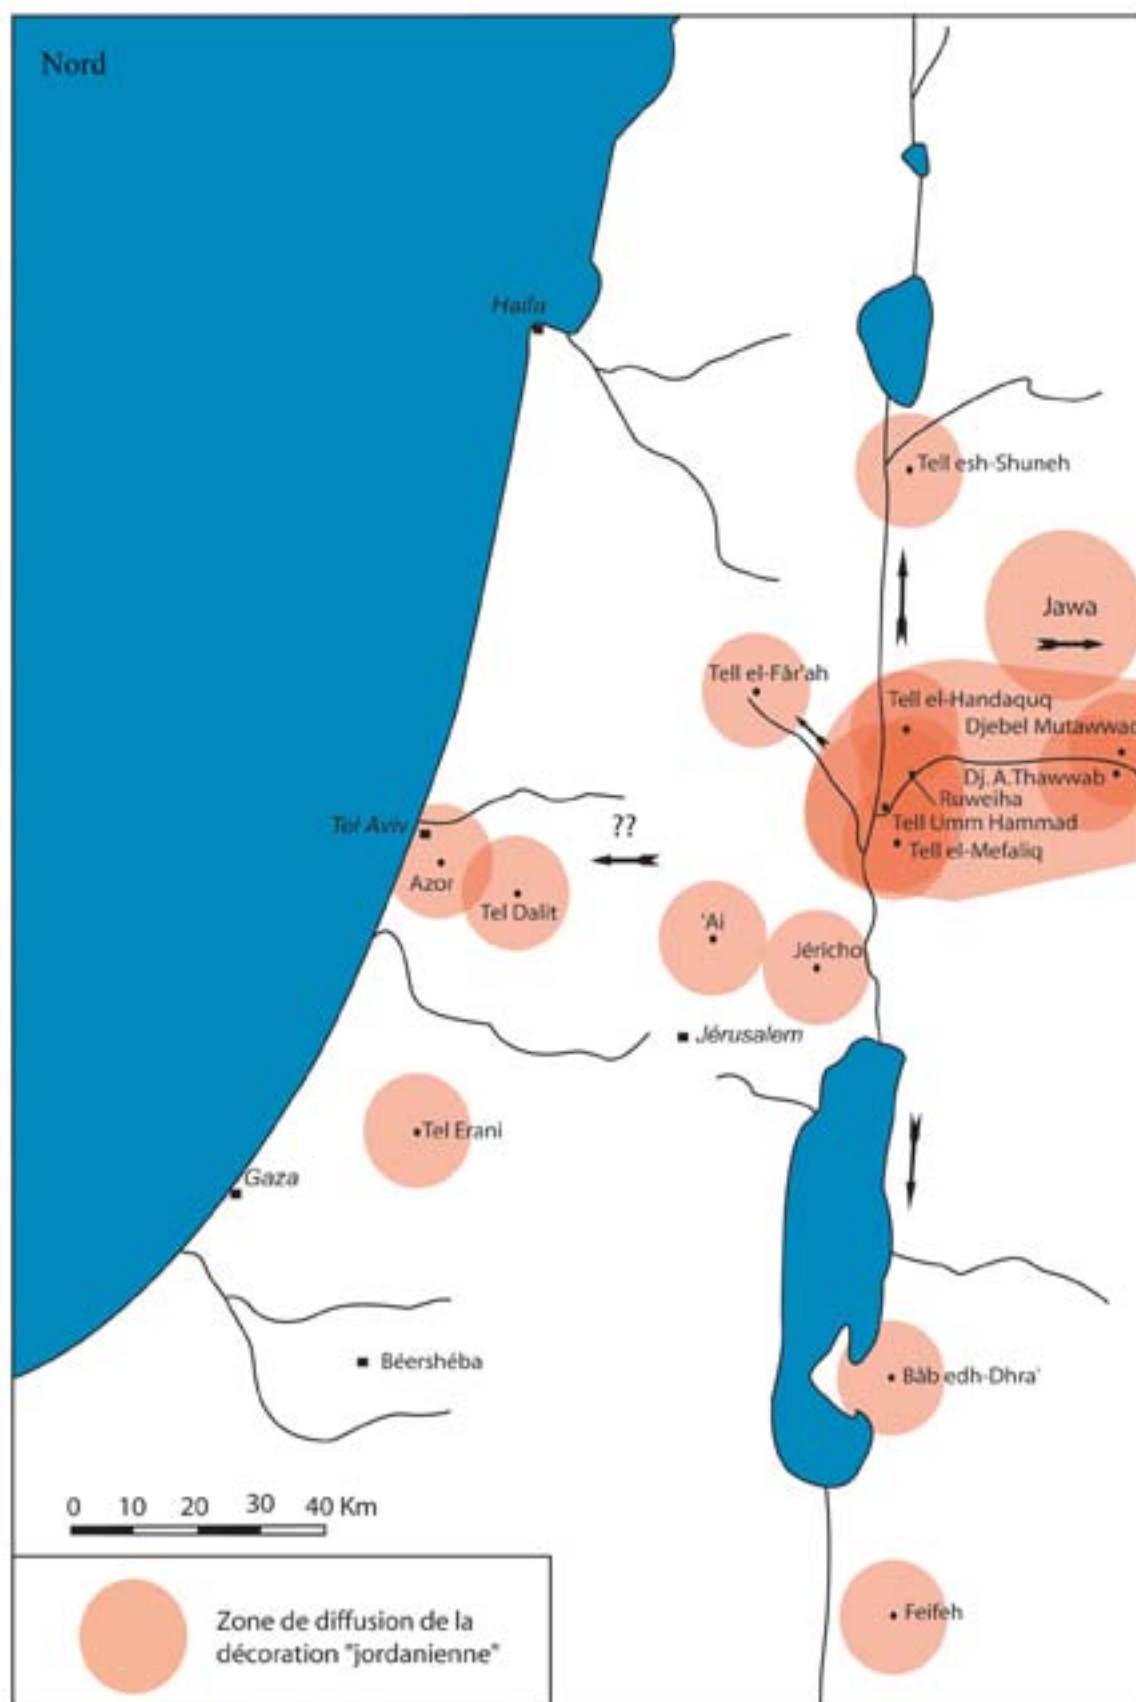 Nord
Haifa
Tell esh-Shuneh
Jawa
Tell el-Fâr'ah
Tell el-Handaquq
Djebel Mutawwaq
Dj. A.Thawwab
Ruweiha
Tell Umm Hammad
Tell el-Mefaliq
Tel Aviv
??
Azor
Tel Dalit
'Ai
Jéricho
Jérusalem
Tel Erani
Gaza
Béershéba
Bâb edh-Dhra'
0 10 20 30 40 Km
Feifeh
Zone de diffusion de la
décoration "jordanienne"